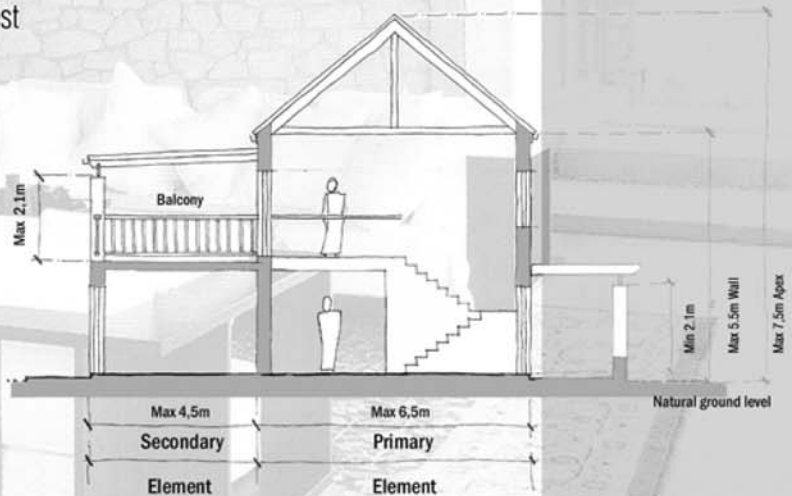 st
Balcony
Max 2,1m
Min 2.1m
Max 5.5m Wall
Max 7,5m Apex
Natural ground level
Max 4,5m
Max 6,5m
Secondary
Primary
Element
Element